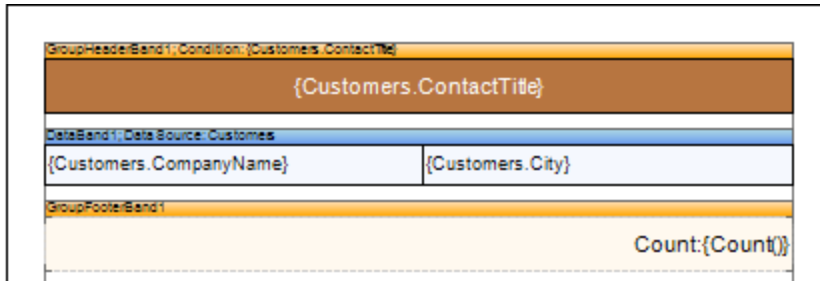 GroupHeaderBand1; Condition: {Customers.ContactTitle}
{Customers.ContactTitle}
DataBand1; Data Source: Customers
{Customers.CompanyName} {Customers.City}
GroupFooterBand1
Count:{Count()}